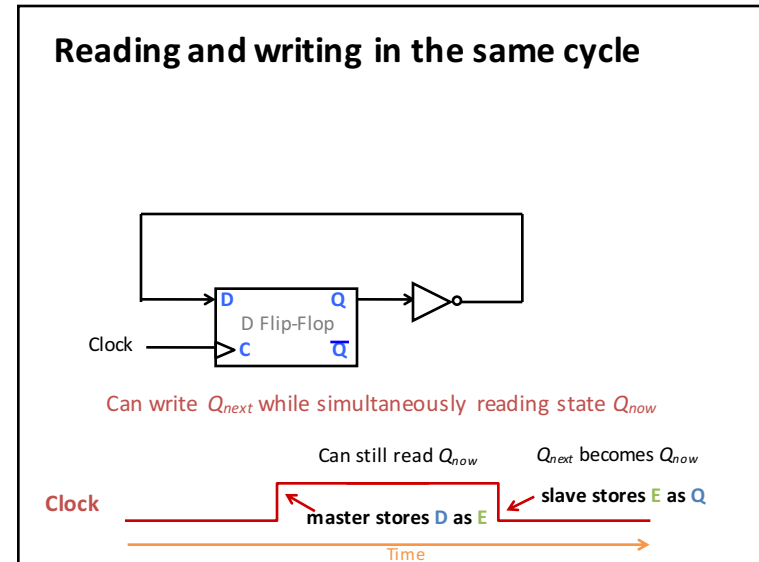 Reading and writing in the same cycle
D Q
D Flip-Flop
Clock C Q̅
Can write Qnext while simultaneously reading state Qnow
Can still read Qnow Qnext becomes Qnow
Clock slave stores E as Q
master stores D as E
Time